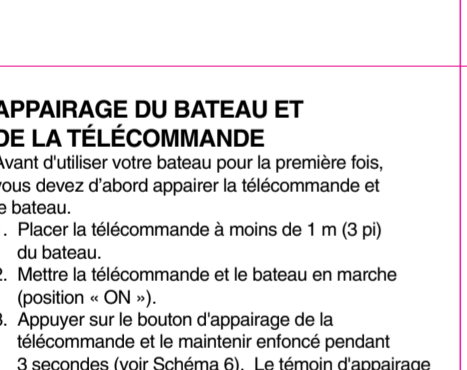 APPAIRAGE DU BATEAU ET
DE LA TÉLÉCOMMANDE
Avant d'utiliser votre bateau pour la première fois,
vous devez d’abord appairer la télécommande et
le bateau.
1. Placer la télécommande à moins de 1 m (3 pi)
du bateau.
2. Mettre la télécommande et le bateau en marche
(position « ON »).
3. Appuyer sur le bouton d'appairage de la
télécommande et le maintenir enfoncé pendant
3 secondes (voir Schéma 6). Le témoin d'appairage